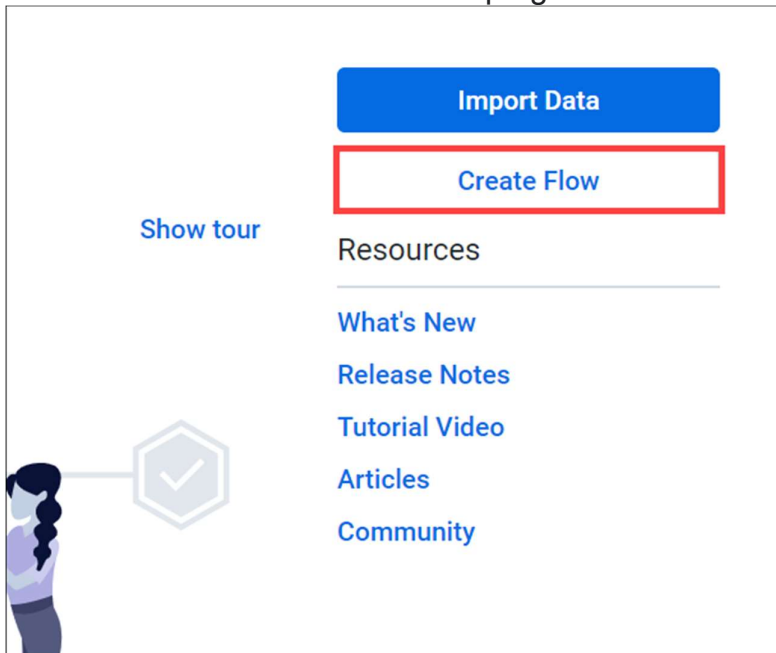 Import Data
Create Flow
Show tour
Resources
What's New
Release Notes
Tutorial Video
Articles
Community